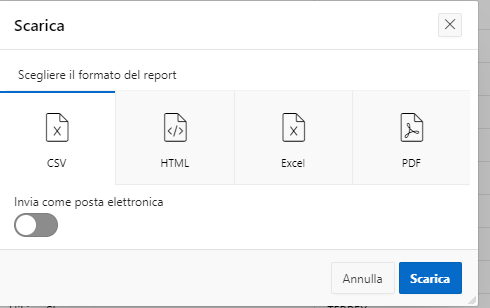 Scarica
Scegliere il formato del report
CSV
HTML
Excel
PDF
Invia come posta elettronica
Annulla
Scarica